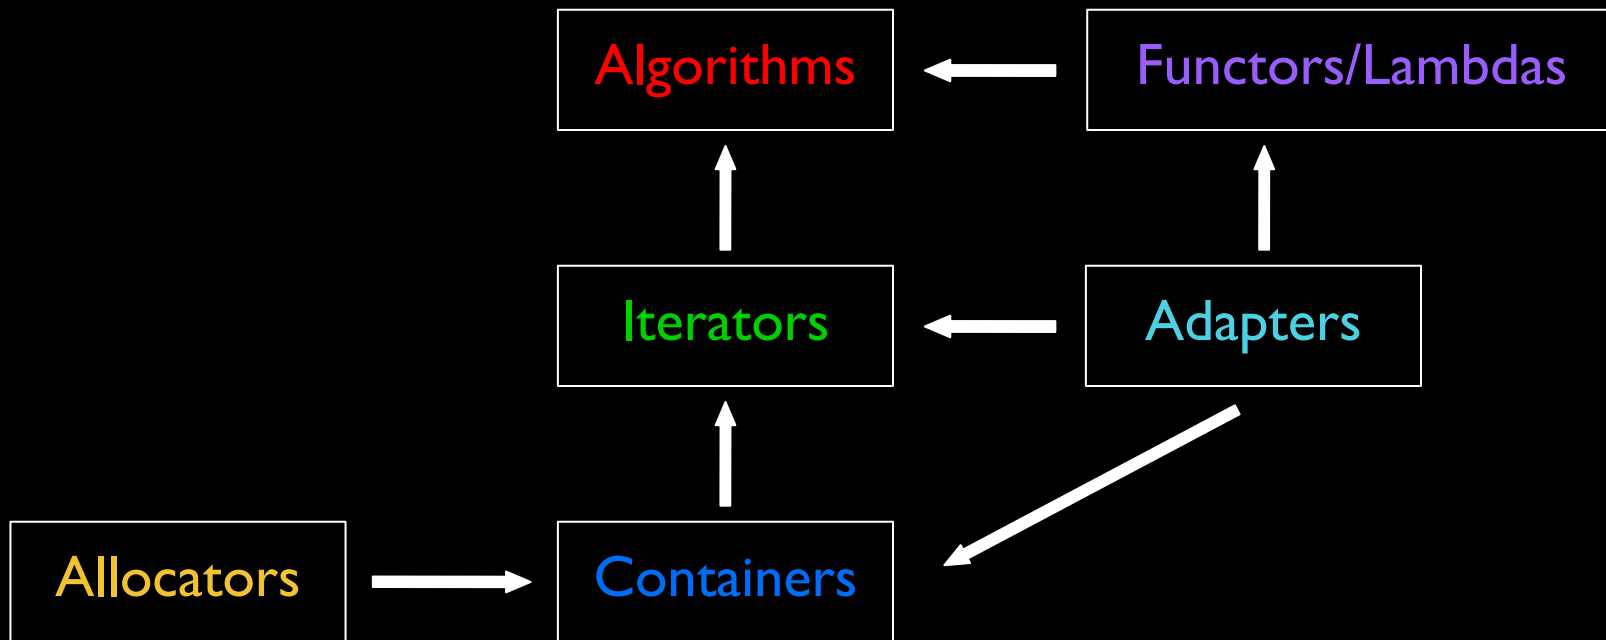 Algorithms
Functors/Lambdas
Iterators
Adapters
Allocators
Containers